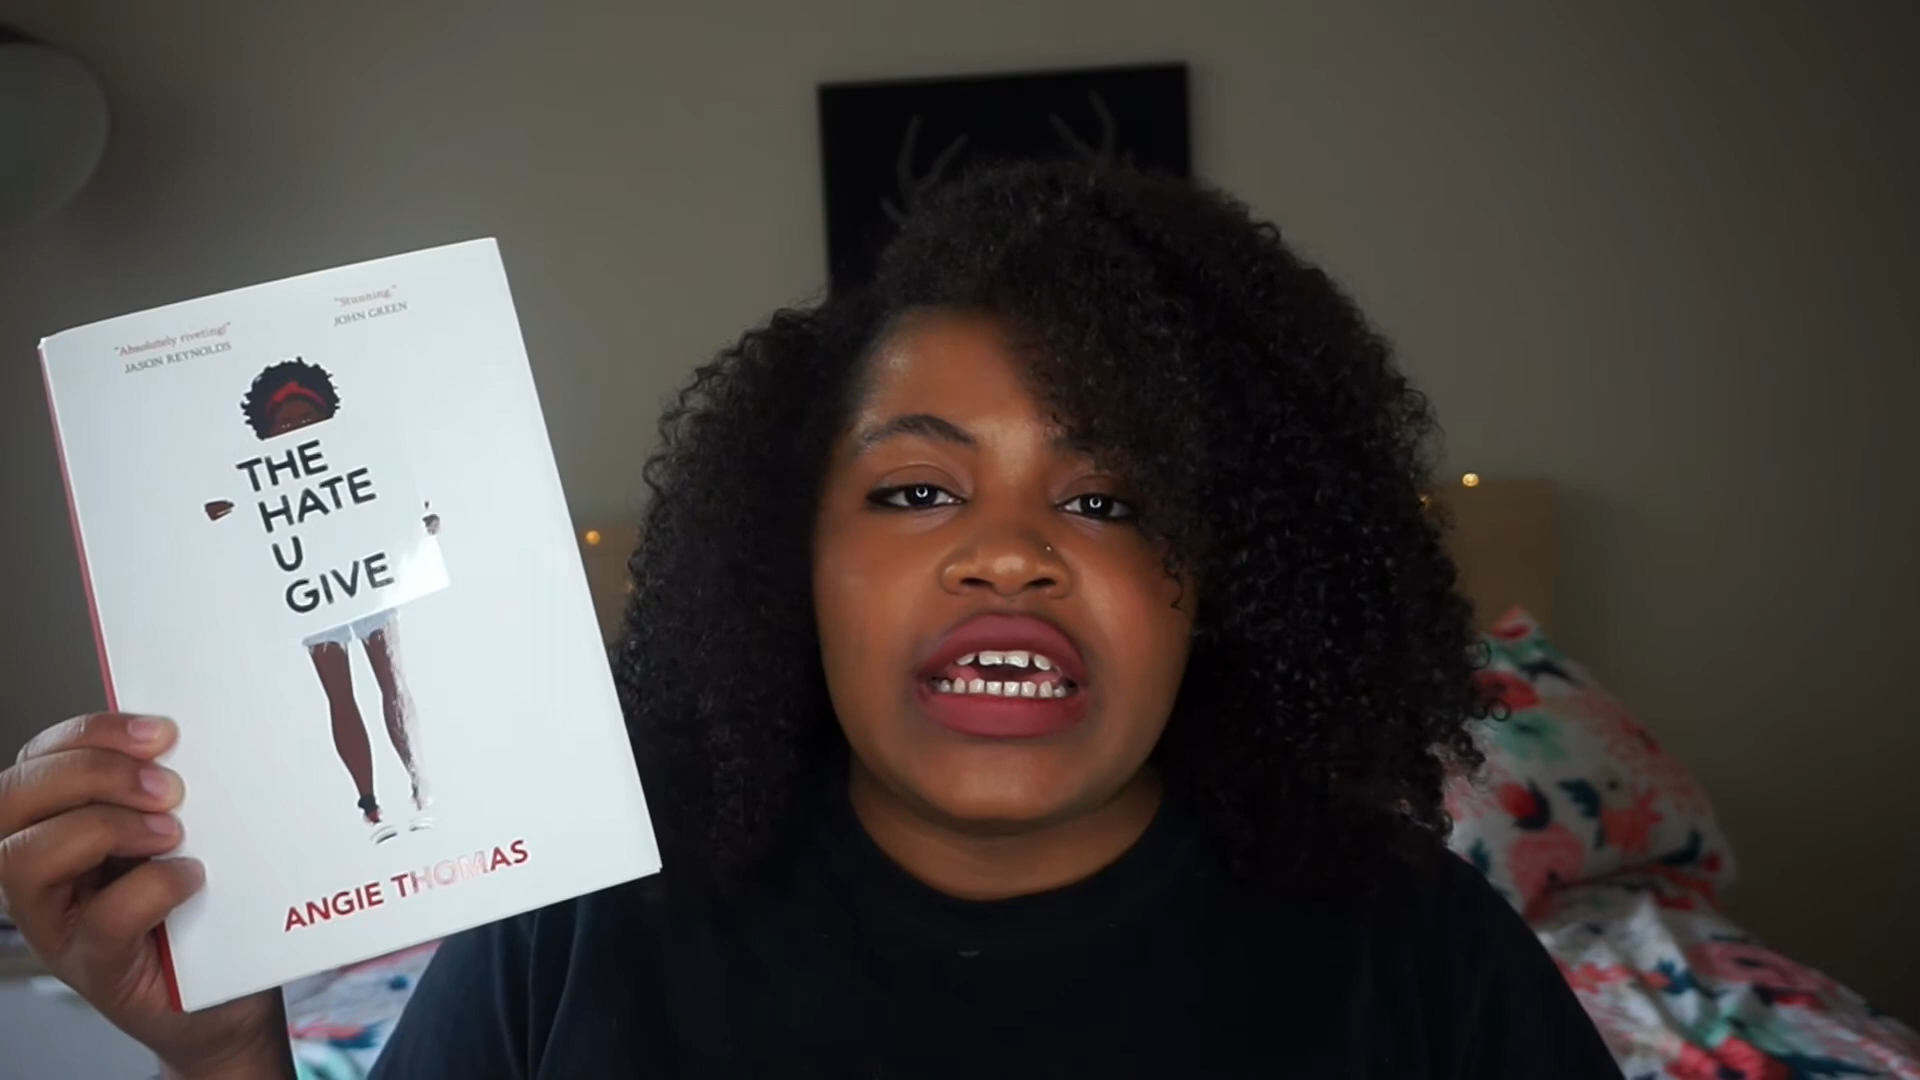 "Absolutely riveting!"
JASON REYNOLDS
"Stunning."
JOHN GREEN
THE
HATE
U
GIVE
ANGIE THOMAS